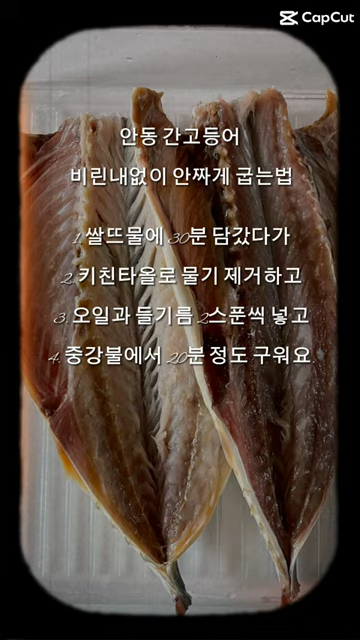 CapCut
안동 간고등어
비린내없이 안짜게 굽는법
1. 쌀뜨물에 30분 담갔다가
2. 키친타올로 물기 제거하고
3. 오일과 들기름 2스푼씩 넣고
4. 중강불에서 20분 정도 구워요.